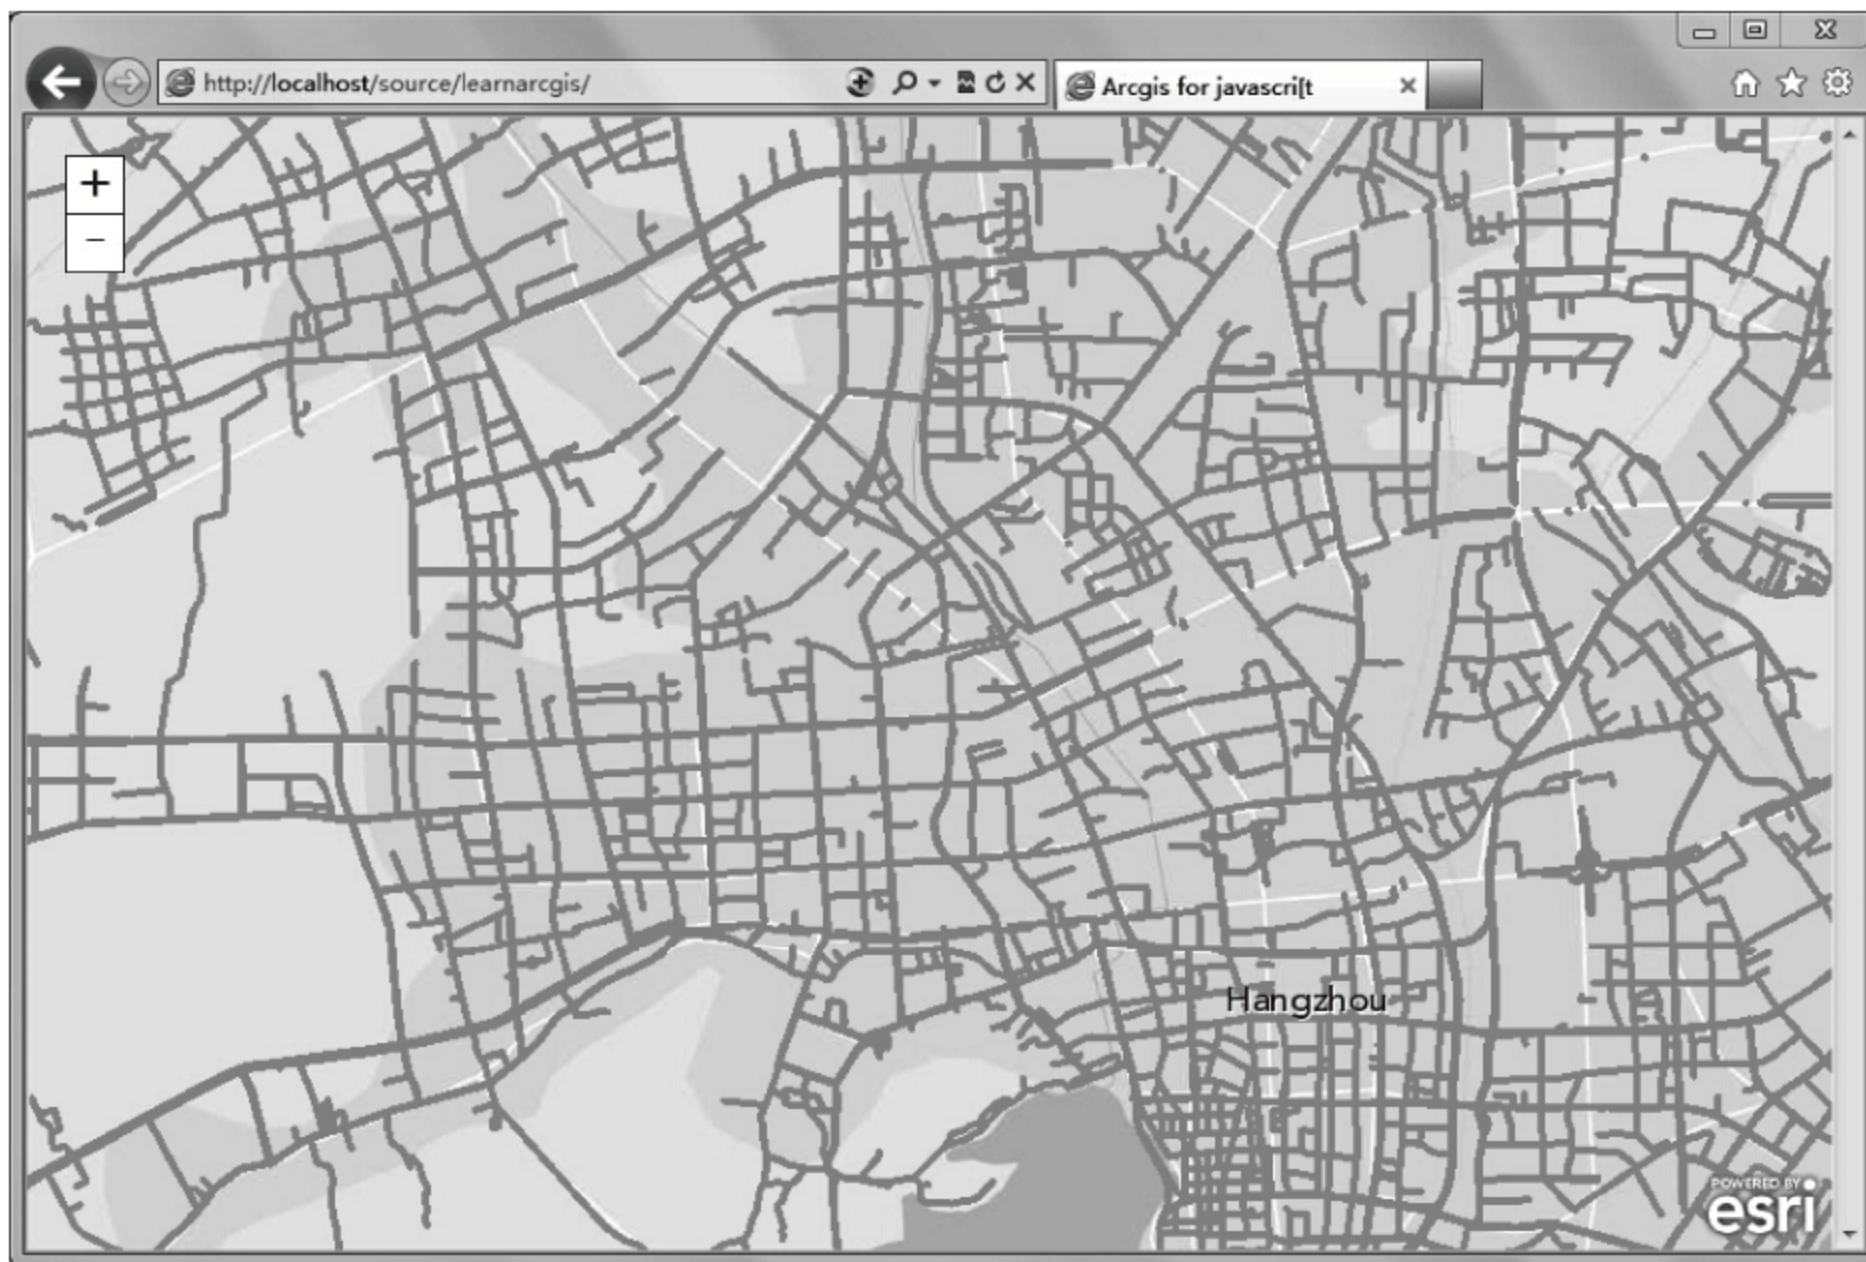 http://localhost/source/learnarcgis/
Arcgis for javascri[t
+
−
Hangzhou
POWERED BY
esri